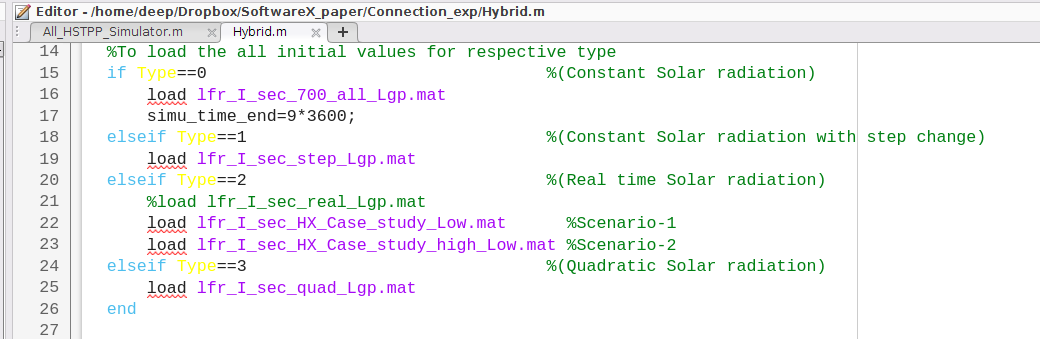 Editor - /home/deep/Dropbox/SoftwareX_paper/Connection_exp/Hybrid.m
All_HSTPP_Simulator.m × Hybrid.m × +
14 %To load the all initial values for respective type
15 if Type==0 %(Constant Solar radiation)
16 load lfr_I_sec_700_all_Lgp.mat
17 simu_time_end=9*3600;
18 elseif Type==1 %(Constant Solar radiation with step change)
19 load lfr_I_sec_step_Lgp.mat
20 elseif Type==2 %(Real time Solar radiation)
21 %load lfr_I_sec_real_Lgp.mat
22 load lfr_I_sec_HX_Case_study_Low.mat %Scenario-1
23 load lfr_I_sec_HX_Case_study_high_Low.mat %Scenario-2
24 elseif Type==3 %(Quadratic Solar radiation)
25 load lfr_I_sec_quad_Lgp.mat
26 end
27